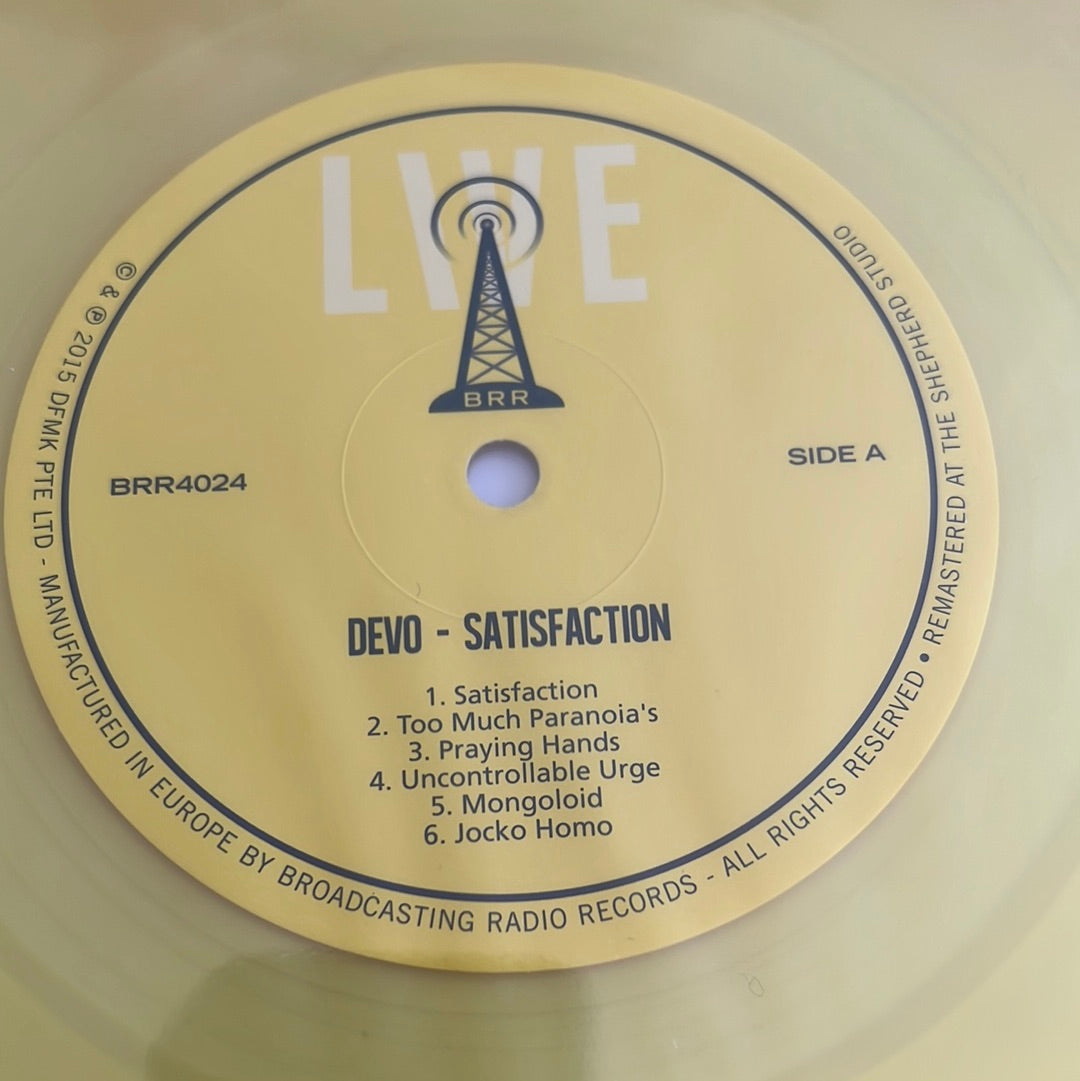 LIVE
BRR
BRR4024
SIDE A
DEVO - SATISFACTION
1. Satisfaction
2. Too Much Paranoia's
3. Praying Hands
4. Uncontrollable Urge
5. Mongoloid
6. Jocko Homo
© & ℗ 2015 DFMK PTE LTD - MANUFACTURED IN EUROPE BY BROADCASTING RADIO RECORDS - ALL RIGHTS RESERVED • REMASTERED AT THE SHEPHERD STUDIO